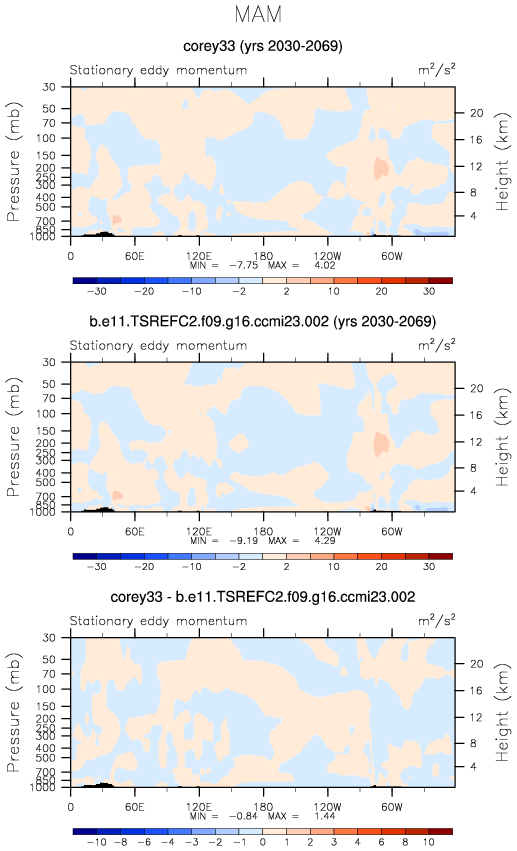 MAM
corey33 (yrs 2030-2069)
Stationary eddy momentum m²/s²
Pressure (mb)
30
50
70
100
150
200
250
300
400
500
700
850
1000
Height (km)
20
16
12
8
4
0 60E 120E 180 120W 60W
MIN = -7.75 MAX = 4.02
-30 -20 -10 -2 2 10 20 30
b.e11.TSREFC2.f09.g16.ccmi23.002 (yrs 2030-2069)
Stationary eddy momentum m²/s²
Pressure (mb)
30
50
70
100
150
200
250
300
400
500
700
850
1000
Height (km)
20
16
12
8
4
0 60E 120E 180 120W 60W
MIN = -9.19 MAX = 4.29
-30 -20 -10 -2 2 10 20 30
corey33 - b.e11.TSREFC2.f09.g16.ccmi23.002
Stationary eddy momentum m²/s²
Pressure (mb)
30
50
70
100
150
200
250
300
400
500
700
850
1000
Height (km)
20
16
12
8
4
0 60E 120E 180 120W 60W
MIN = -0.84 MAX = 1.44
-10 -8 -6 -4 -3 -2 -1 0 1 2 3 4 6 8 10